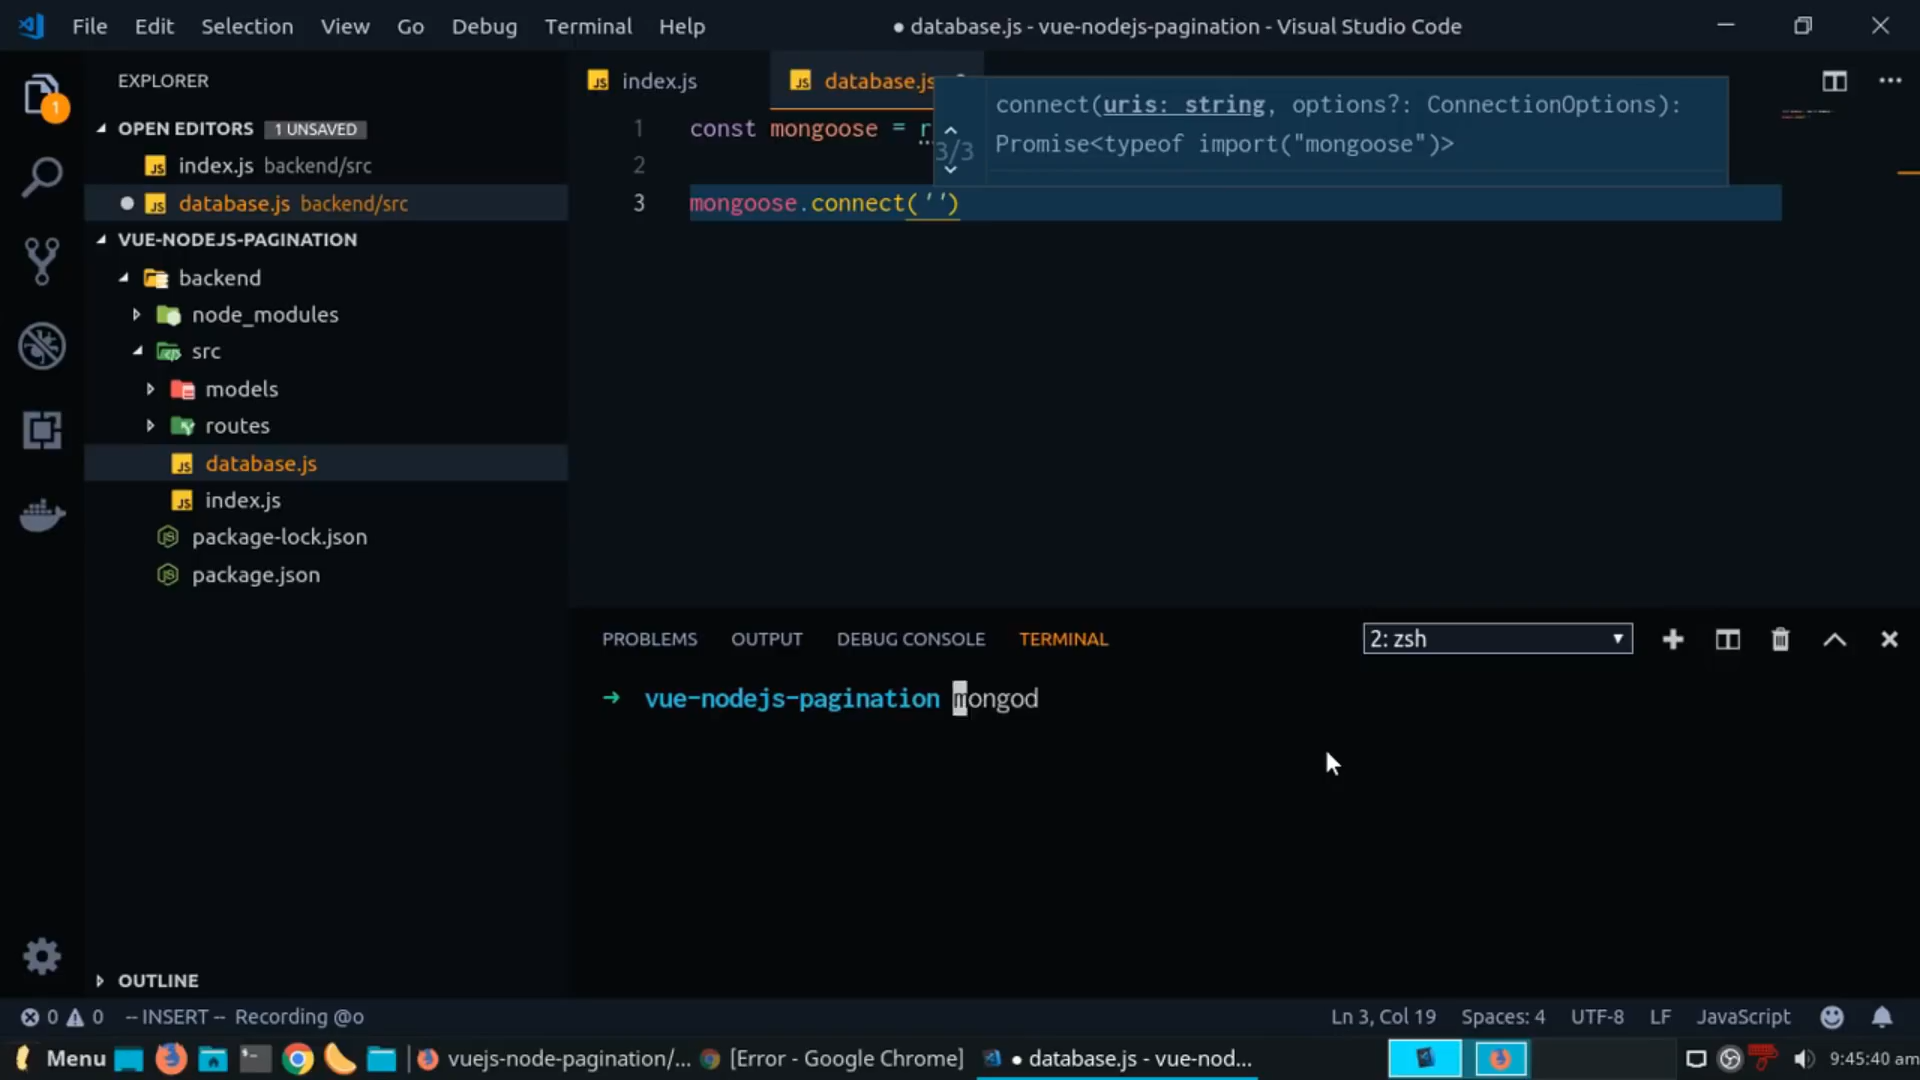 File Edit Selection View Go Debug Terminal Help
● database.js - vue-nodejs-pagination - Visual Studio Code
EXPLORER
OPEN EDITORS 1 UNSAVED
index.js backend/src
database.js backend/src
VUE-NODEJS-PAGINATION
backend
node_modules
src
models
routes
database.js
index.js
package-lock.json
package.json
OUTLINE
1
index.js
database.js
1 const mongoose = r
2
3 mongoose.connect('')
3/3
connect(uris: string, options?: ConnectionOptions):
Promise<typeof import("mongoose")>
PROBLEMS OUTPUT DEBUG CONSOLE TERMINAL 2: zsh
→ vue-nodejs-pagination mongod
0 0 -- INSERT -- Recording @o Ln 3, Col 19 Spaces: 4 UTF-8 LF JavaScript
Menu vuejs-node-pagination/... [Error - Google Chrome] ● database.js - vue-nod... 9:45:40 am